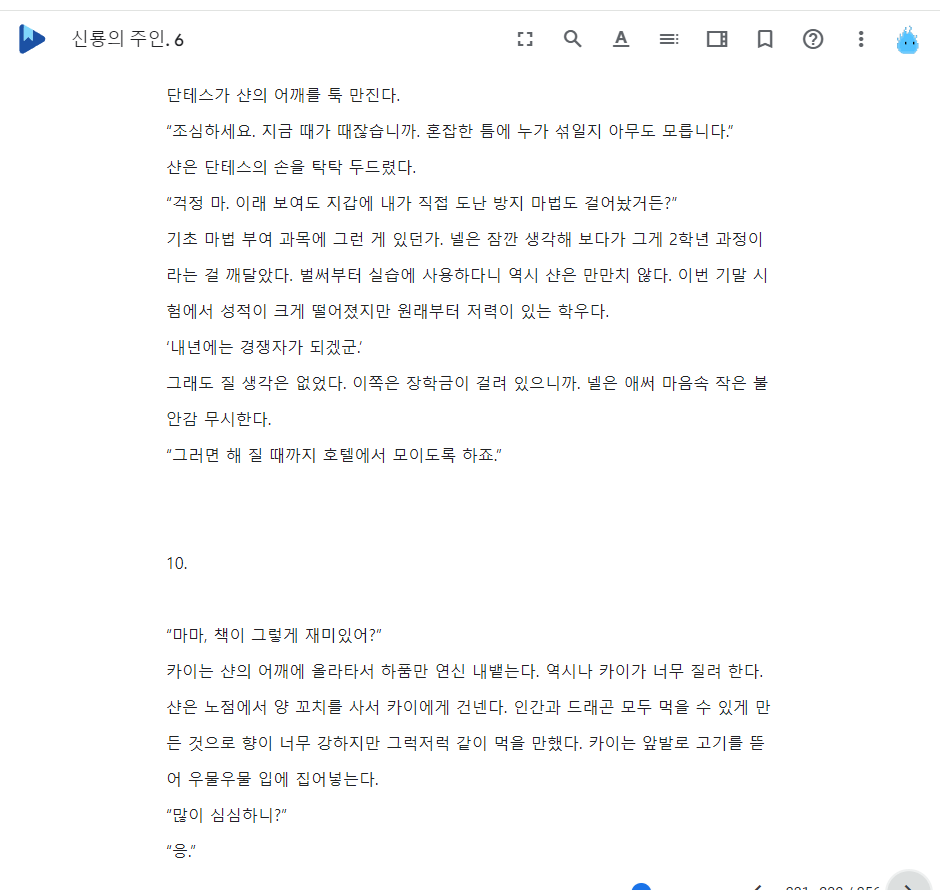 신룡의 주인. 6
단테스가 샨의 어깨를 툭 만진다.
“조심하세요. 지금 때가 때잖습니까. 혼잡한 틈에 누가 섞일지 아무도 모릅니다.”
샨은 단테스의 손을 탁탁 두드렸다.
“걱정 마. 이래 보여도 지갑에 내가 직접 도난 방지 마법도 걸어놨거든?”
기초 마법 부여 과목에 그런 게 있던가. 넬은 잠깐 생각해 보다가 그게 2학년 과정이
라는 걸 깨달았다. 벌써부터 실습에 사용하다니 역시 샨은 만만치 않다. 이번 기말 시
험에서 성적이 크게 떨어졌지만 원래부터 저력이 있는 학우다.
‘내년에는 경쟁자가 되겠군.’
그래도 질 생각은 없었다. 이쪽은 장학금이 걸려 있으니까. 넬은 애써 마음속 작은 불
안감 무시한다.
“그러면 해 질 때까지 호텔에서 모이도록 하죠.”
10.
“마마, 책이 그렇게 재미있어?”
카이는 샨의 어깨에 올라타서 하품만 연신 내뱉는다. 역시나 카이가 너무 질려 한다.
샨은 노점에서 양 꼬치를 사서 카이에게 건넨다. 인간과 드래곤 모두 먹을 수 있게 만
든 것으로 향이 너무 강하지만 그럭저럭 같이 먹을 만했다. 카이는 앞발로 고기를 뜯
어 우물우물 입에 집어넣는다.
“많이 심심하니?”
“응.”